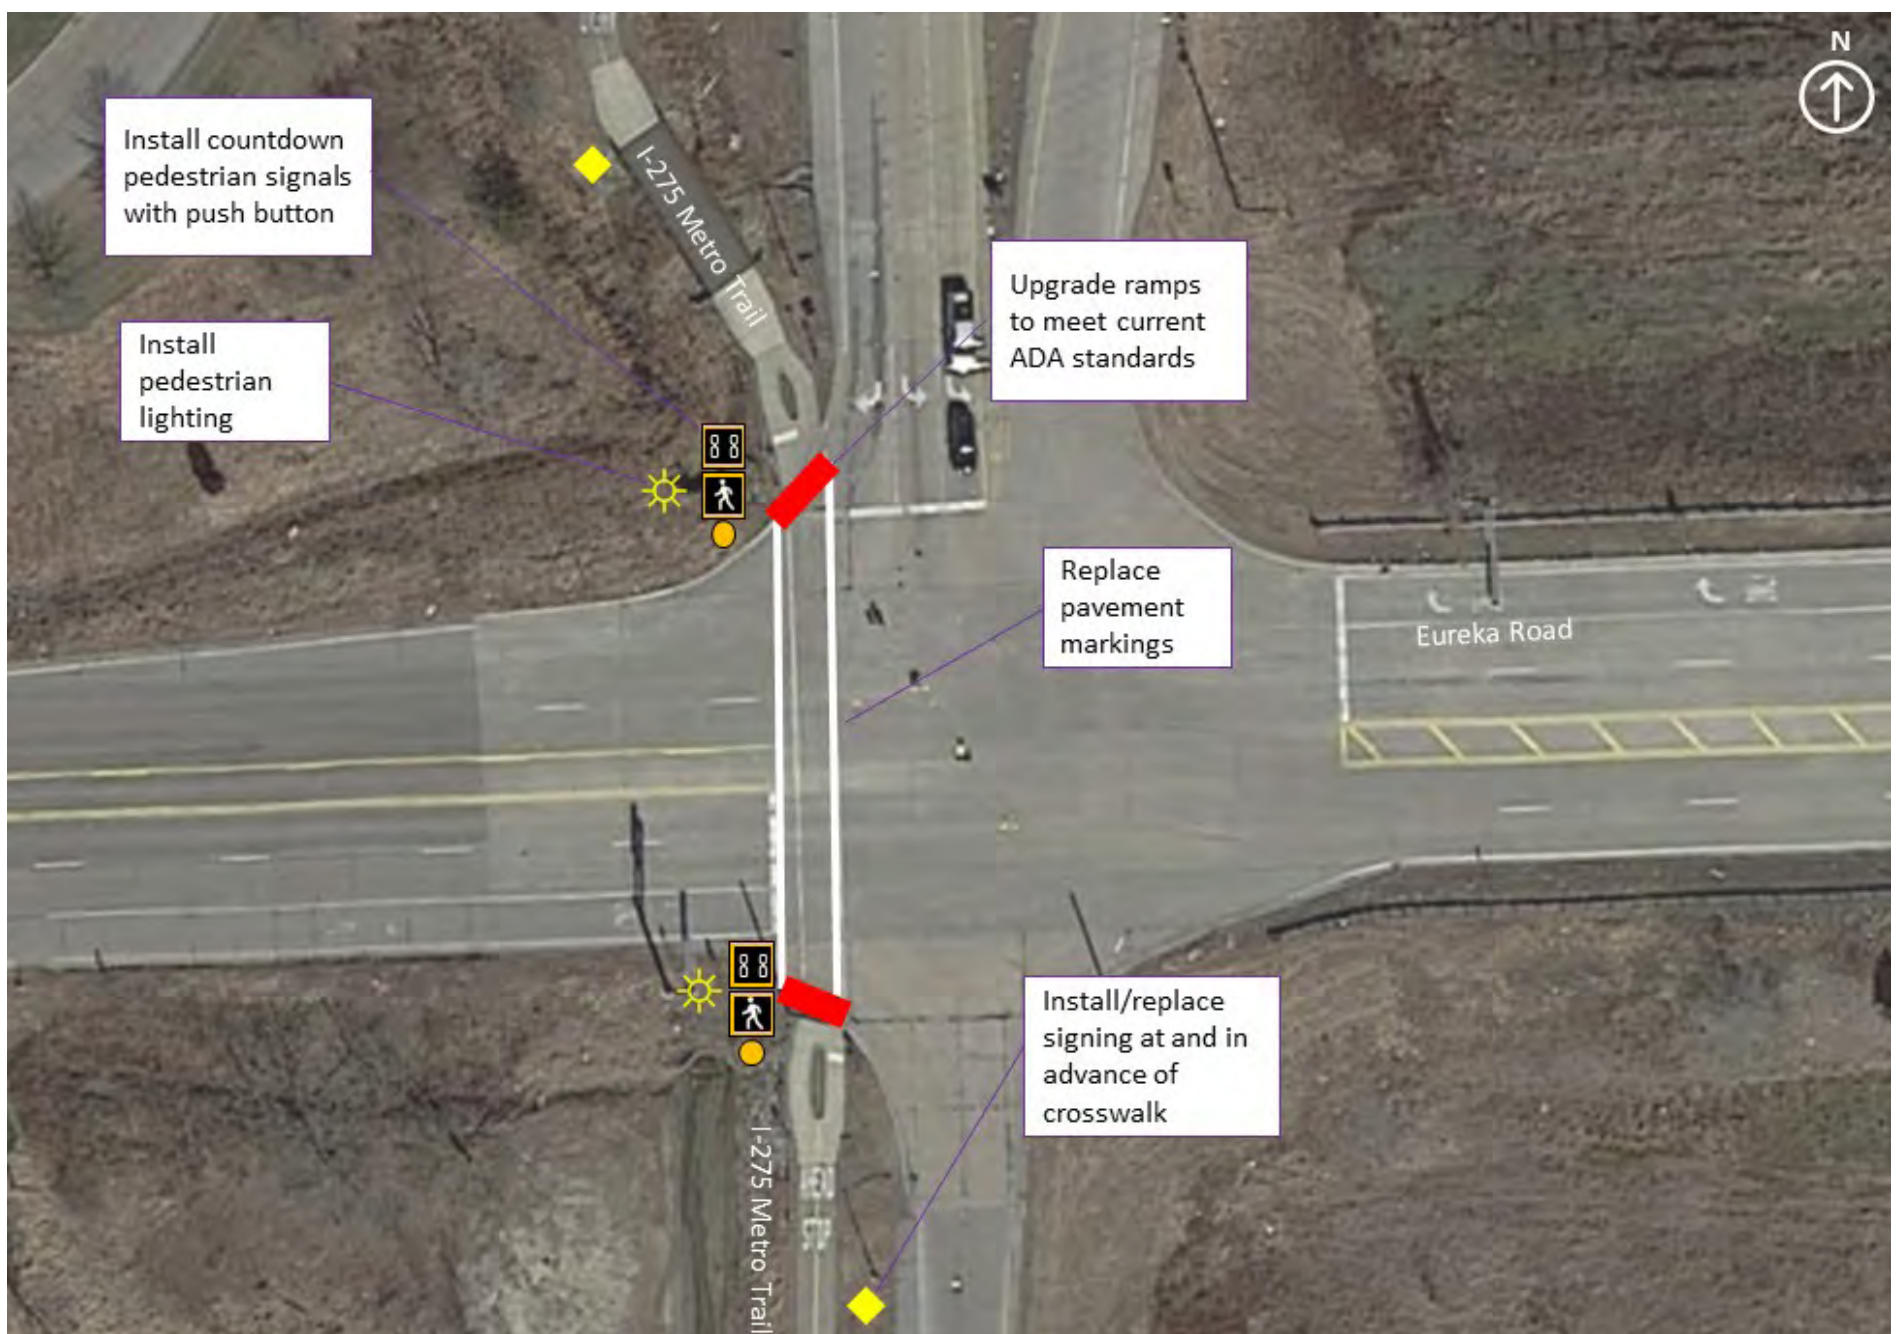 N
Install countdown
pedestrian signals
with push button
I-275 Metro Trail
Upgrade ramps
to meet current
ADA standards
Install
pedestrian
lighting
88
Replace
pavement
markings
Eureka Road
88
Install/replace
signing at and in
advance of
crosswalk
I-275 Metro Trail